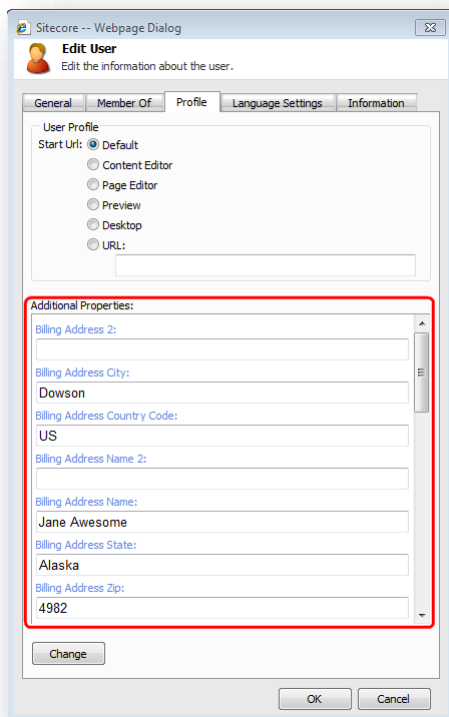 Sitecore -- Webpage Dialog
Edit User
Edit the information about the user.
General Member Of Profile Language Settings Information
User Profile
Start Url: Default
Content Editor
Page Editor
Preview
Desktop
URL:
Additional Properties:
Billing Address 2:
Billing Address City:
Dowson
Billing Address Country Code:
US
Billing Address Name 2:
Billing Address Name:
Jane Awesome
Billing Address State:
Alaska
Billing Address Zip:
4982
Change
OK Cancel